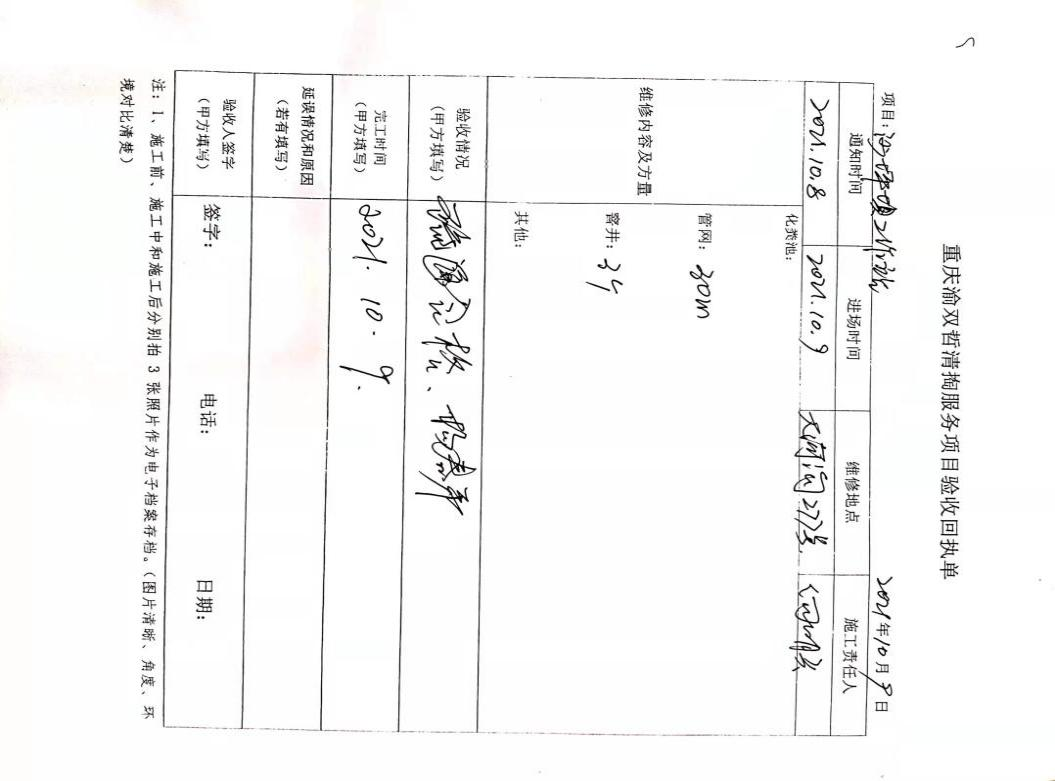 重庆渝双哲清掏服务项目验收回执单
项目: 2021年10月9日
通知时间 进场时间 维修地点 施工责任人
2021.10.8 2021.10.9 277号
维修内容及方量
化粪池:
管网: 30m
窨井: 3个
其他:
验收情况
(甲方填写)
疏通
完工时间
(甲方填写)
2021. 10. 9.
延误情况和原因
(若有填写)
验收人签字
(甲方填写)
签字: 电话: 日期:
注: 1、施工前、施工中和施工后分别拍 3 张照片作为电子档案存档。(图片清晰、角度、环
境对比清楚)